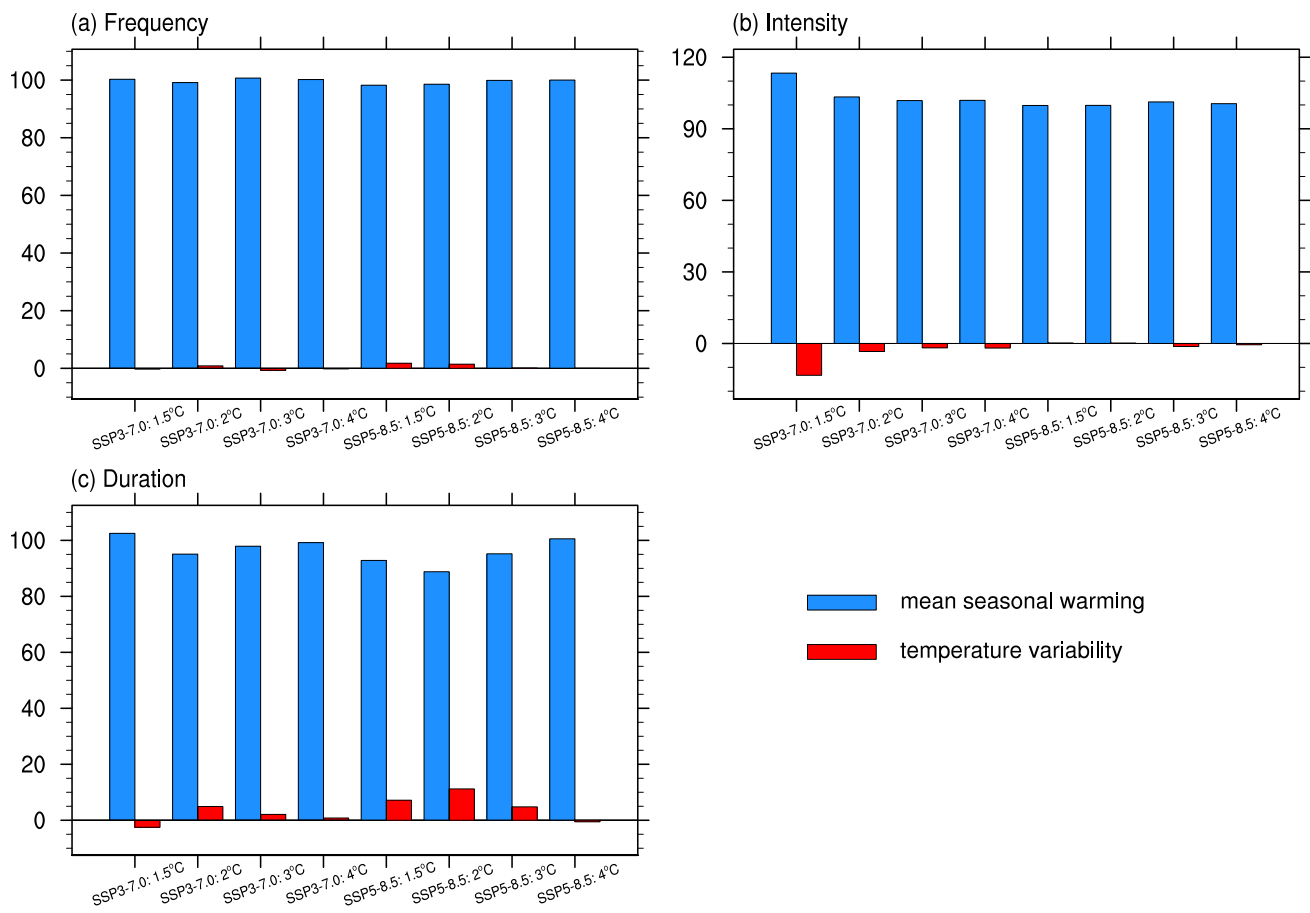 (a) Frequency
100
80
60
40
20
0
SSP3-7.0: 1.5°C
SSP3-7.0: 2°C
SSP3-7.0: 3°C
SSP3-7.0: 4°C
SSP5-8.5: 1.5°C
SSP5-8.5: 2°C
SSP5-8.5: 3°C
SSP5-8.5: 4°C
(b) Intensity
120
90
60
30
0
SSP3-7.0: 1.5°C
SSP3-7.0: 2°C
SSP3-7.0: 3°C
SSP3-7.0: 4°C
SSP5-8.5: 1.5°C
SSP5-8.5: 2°C
SSP5-8.5: 3°C
SSP5-8.5: 4°C
(c) Duration
100
80
60
40
20
0
SSP3-7.0: 1.5°C
SSP3-7.0: 2°C
SSP3-7.0: 3°C
SSP3-7.0: 4°C
SSP5-8.5: 1.5°C
SSP5-8.5: 2°C
SSP5-8.5: 3°C
SSP5-8.5: 4°C
mean seasonal warming
temperature variability